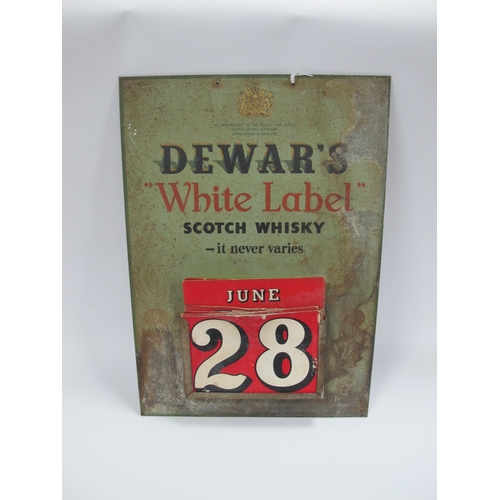 DEWAR'S
"White Label"
SCOTCH WHISKY
– it never varies
JUNE
28